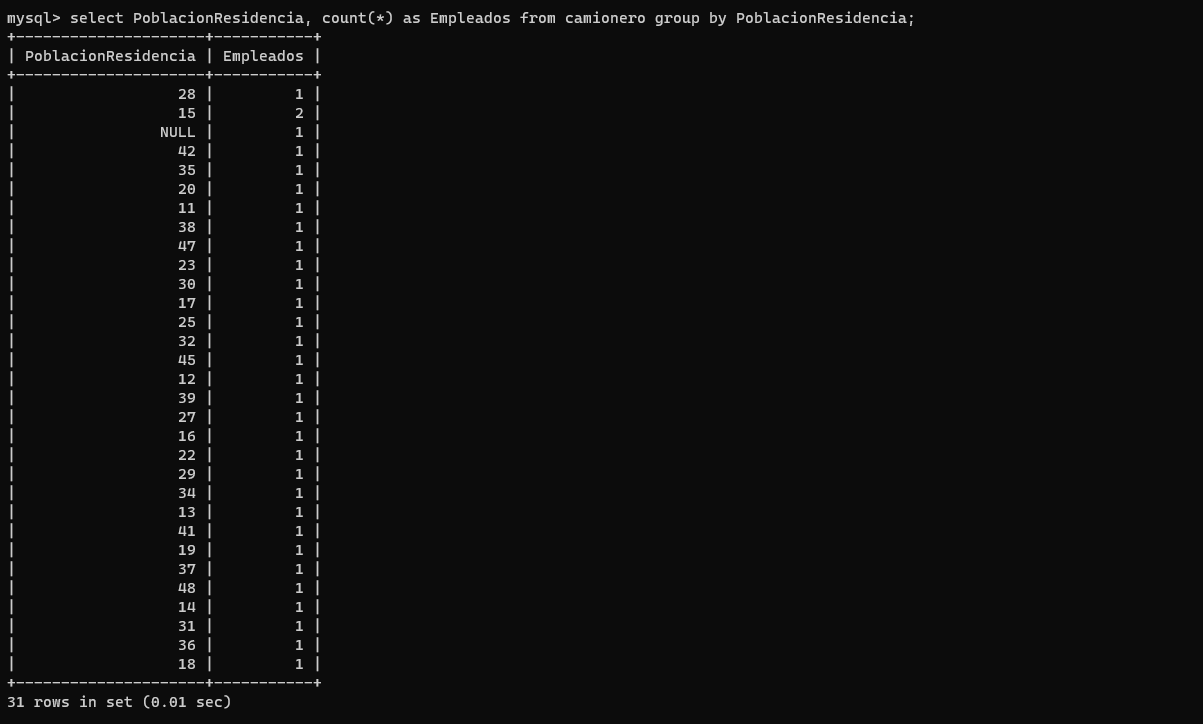 mysql> select PoblacionResidencia, count(*) as Empleados from camionero group by PoblacionResidencia;
+---------------------+-----------+
| PoblacionResidencia | Empleados |
+---------------------+-----------+
|                  28 |         1 |
|                  15 |         2 |
|                NULL |         1 |
|                  42 |         1 |
|                  35 |         1 |
|                  20 |         1 |
|                  11 |         1 |
|                  38 |         1 |
|                  47 |         1 |
|                  23 |         1 |
|                  30 |         1 |
|                  17 |         1 |
|                  25 |         1 |
|                  32 |         1 |
|                  45 |         1 |
|                  12 |         1 |
|                  39 |         1 |
|                  27 |         1 |
|                  16 |         1 |
|                  22 |         1 |
|                  29 |         1 |
|                  34 |         1 |
|                  13 |         1 |
|                  41 |         1 |
|                  19 |         1 |
|                  37 |         1 |
|                  48 |         1 |
|                  14 |         1 |
|                  31 |         1 |
|                  36 |         1 |
|                  18 |         1 |
+---------------------+-----------+
31 rows in set (0.01 sec)